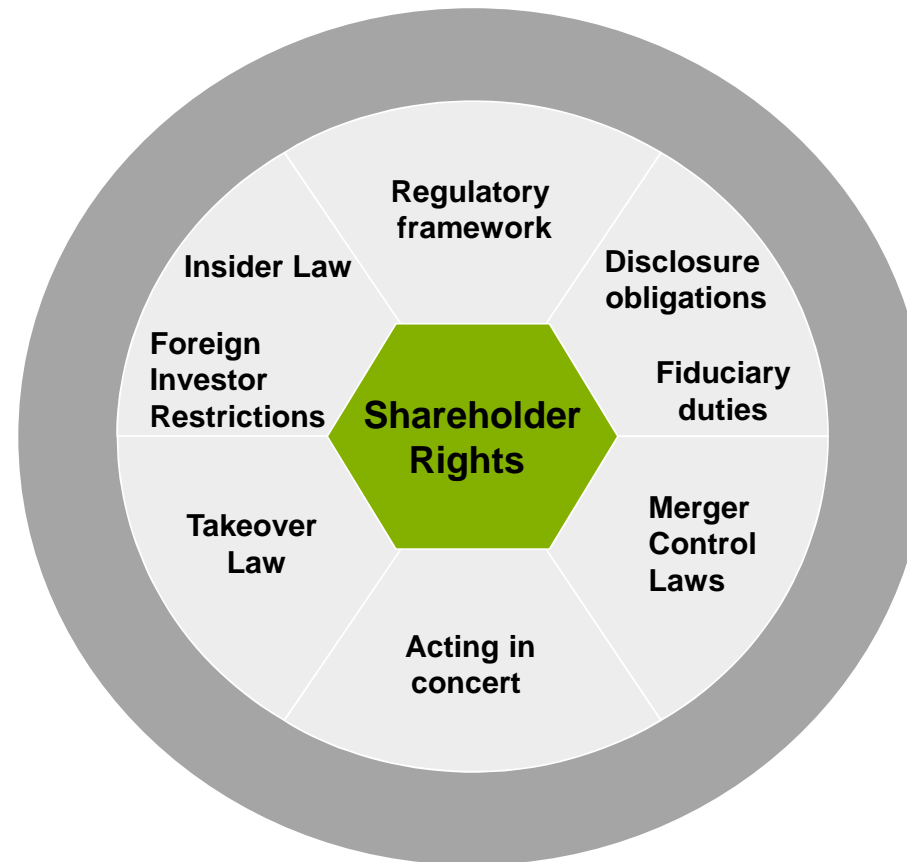 Regulatory
framework
Insider Law
Disclosure
obligations
Foreign
Investor
Restrictions
Fiduciary
duties
Shareholder
Rights
Takeover
Law
Merger
Control
Laws
Acting in
concert